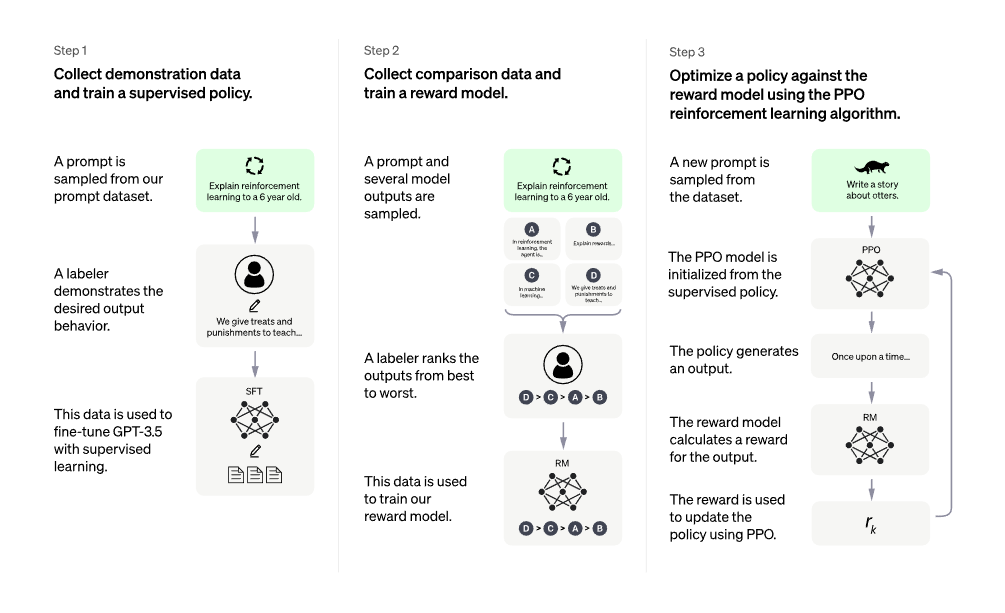 Step 1
Collect demonstration data
and train a supervised policy.
A prompt is
sampled from our
prompt dataset.
Explain reinforcement
learning to a 6 year old.
A labeler
demonstrates the
desired output
behavior.
We give treats and
punishments to teach...
This data is used to
fine-tune GPT-3.5
with supervised
learning.
SFT
Step 2
Collect comparison data and
train a reward model.
A prompt and
several model
outputs are
sampled.
Explain reinforcement
learning to a 6 year old.
A
In reinforcement
learning, the
agent is...
B
Explain rewards...
C
In machine
learning...
D
We give treats and
punishments to
teach...
A labeler ranks the
outputs from best
to worst.
D > C > A > B
This data is used
to train our
reward model.
RM
D > C > A > B
Step 3
Optimize a policy against the
reward model using the PPO
reinforcement learning algorithm.
A new prompt is
sampled from
the dataset.
Write a story
about otters.
The PPO model is
initialized from the
supervised policy.
PPO
The policy generates
an output.
Once upon a time...
The reward model
calculates a reward
for the output.
RM
The reward is used
to update the
policy using PPO.
rk